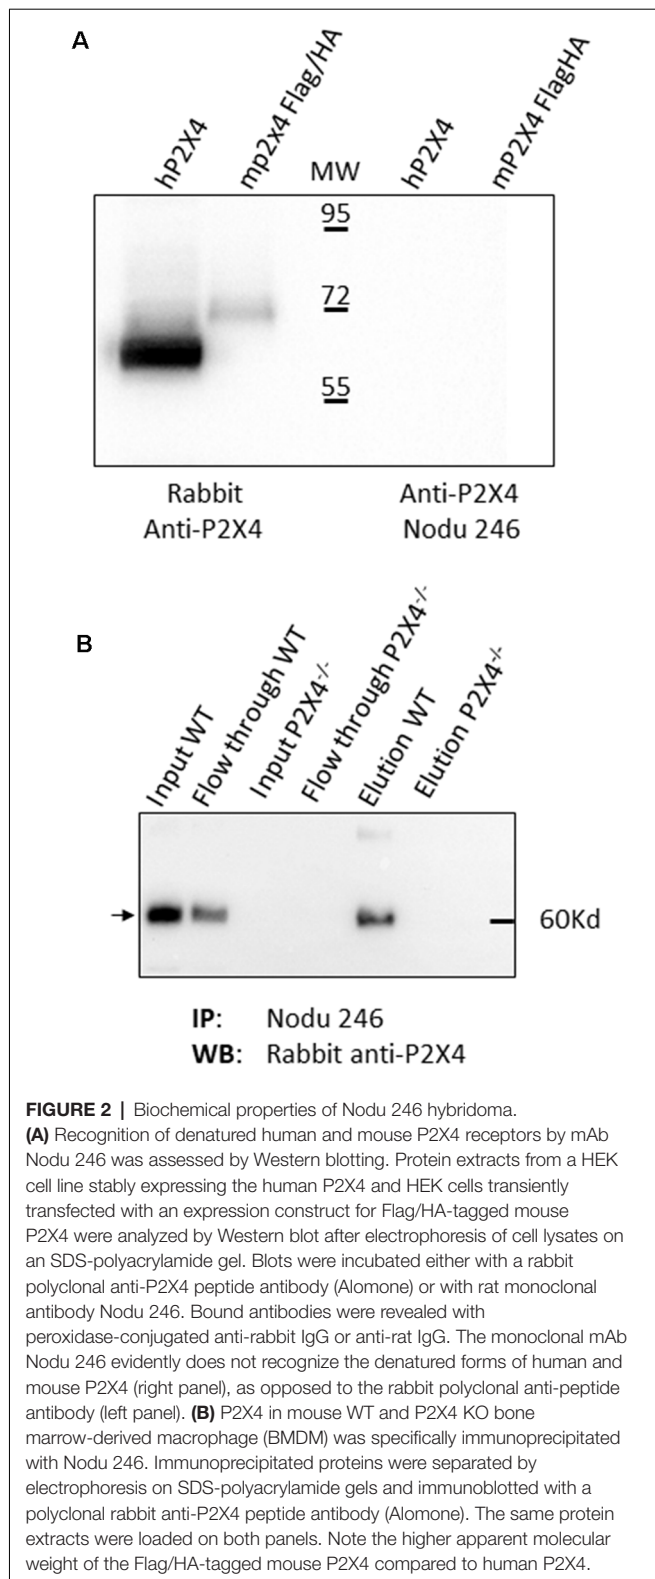 A
hP2X4
mp2x4 Flag/HA
MW
hP2X4
mP2X4 FlagHA
95
72
55
Rabbit
Anti-P2X4
Anti-P2X4
Nodu 246
B
Input WT
Flow through WT
Input P2X4-/-
Flow through P2X4-/-
Elution WT
Elution P2X4-/-
60Kd
IP: Nodu 246
WB: Rabbit anti-P2X4
FIGURE 2 | Biochemical properties of Nodu 246 hybridoma.
(A) Recognition of denatured human and mouse P2X4 receptors by mAb
Nodu 246 was assessed by Western blotting. Protein extracts from a HEK
cell line stably expressing the human P2X4 and HEK cells transiently
transfected with an expression construct for Flag/HA-tagged mouse
P2X4 were analyzed by Western blot after electrophoresis of cell lysates on
an SDS-polyacrylamide gel. Blots were incubated either with a rabbit
polyclonal anti-P2X4 peptide antibody (Alomone) or with rat monoclonal
antibody Nodu 246. Bound antibodies were revealed with
peroxidase-conjugated anti-rabbit IgG or anti-rat IgG. The monoclonal mAb
Nodu 246 evidently does not recognize the denatured forms of human and
mouse P2X4 (right panel), as opposed to the rabbit polyclonal anti-peptide
antibody (left panel). (B) P2X4 in mouse WT and P2X4 KO bone
marrow-derived macrophage (BMDM) was specifically immunoprecipitated
with Nodu 246. Immunoprecipitated proteins were separated by
electrophoresis on SDS-polyacrylamide gels and immunoblotted with a
polyclonal rabbit anti-P2X4 peptide antibody (Alomone). The same protein
extracts were loaded on both panels. Note the higher apparent molecular
weight of the Flag/HA-tagged mouse P2X4 compared to human P2X4.